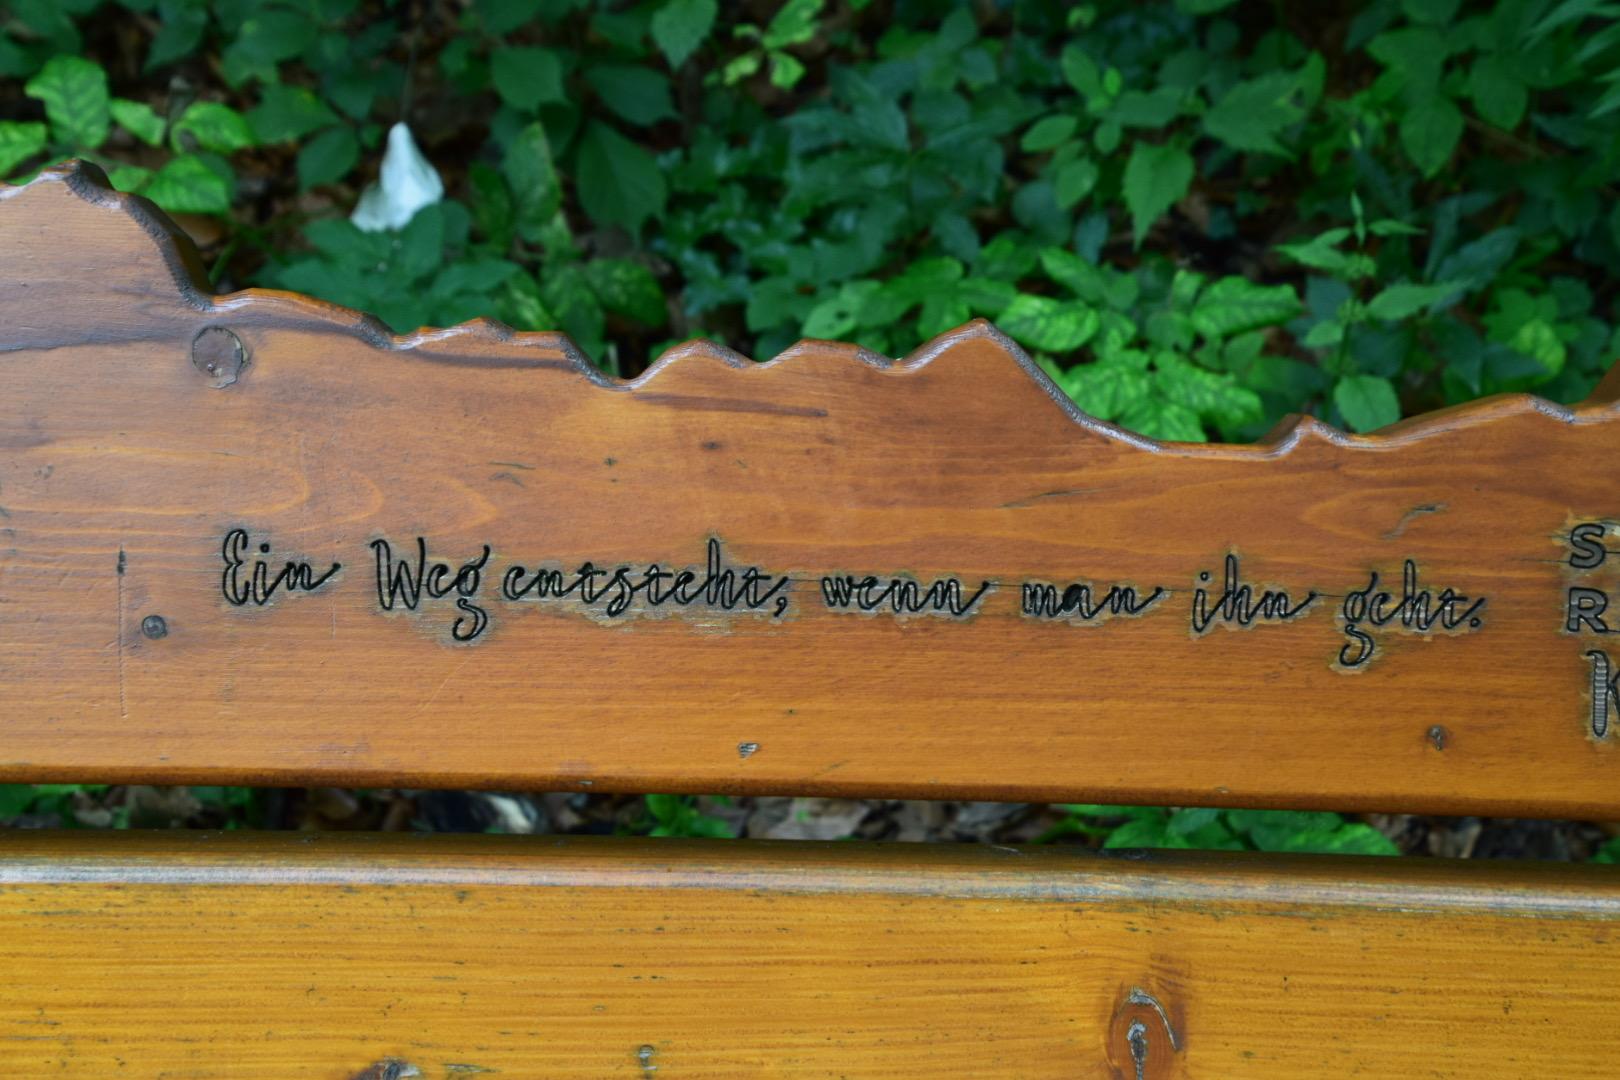 Ein Weg entsteht, wenn man ihn geht.
S
R
K